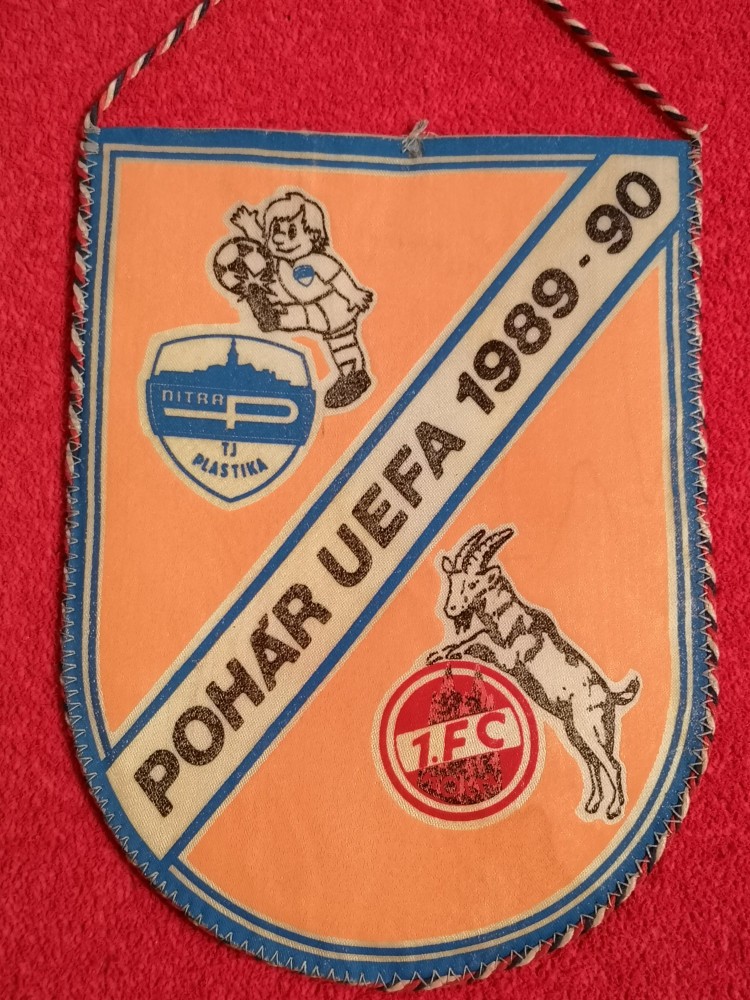 NITRA
TJ
PLASTIKA
POHÁR UEFA 1989-90
1.FC